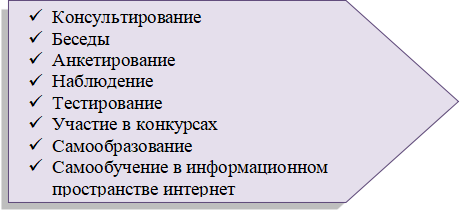 ✓ Консультирование
✓ Беседы
✓ Анкетирование
✓ Наблюдение
✓ Тестирование
✓ Участие в конкурсах
✓ Самообразование
✓ Самообучение в информационном
пространстве интернет